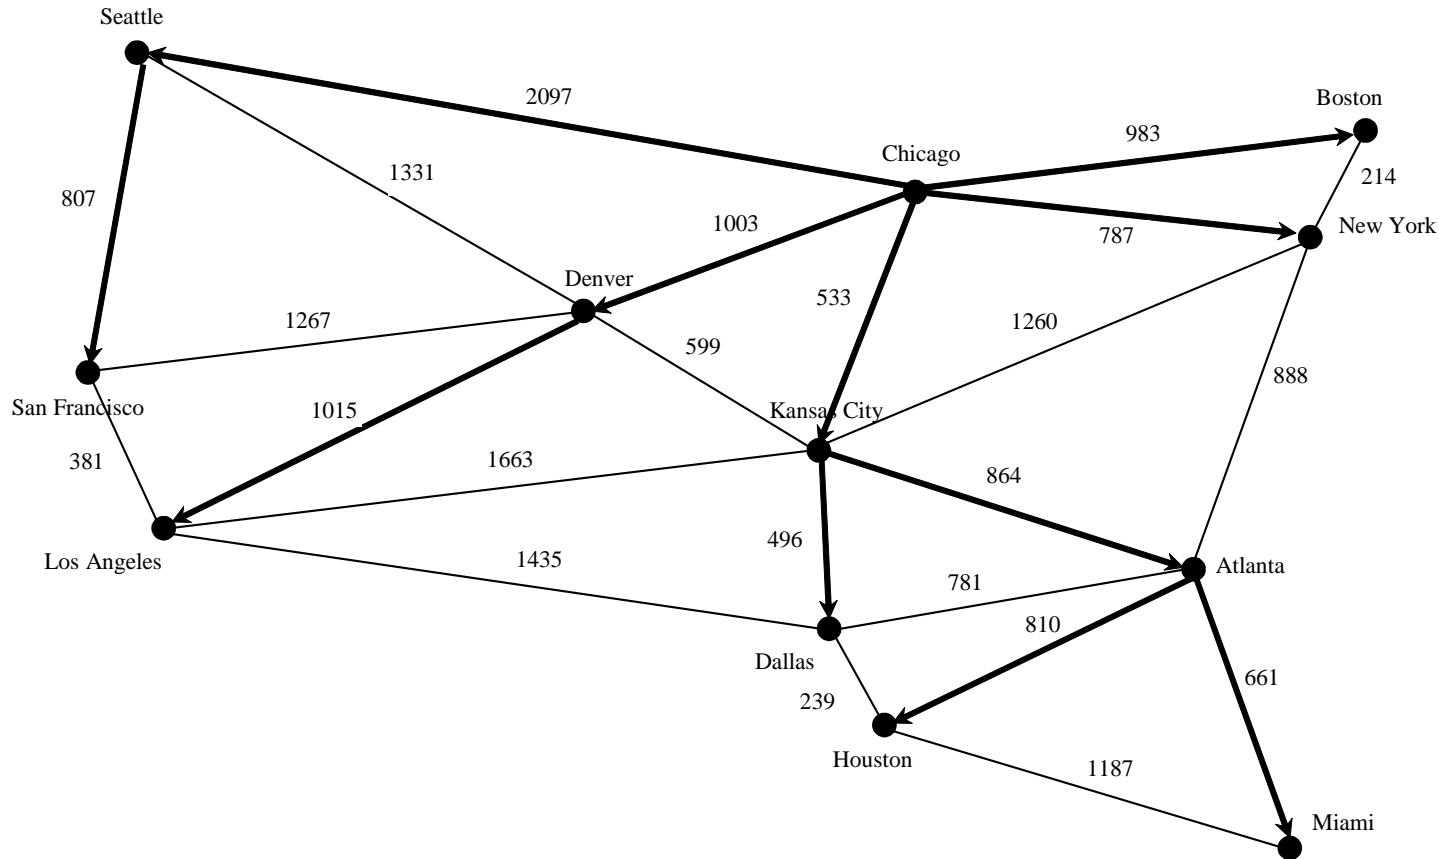 Seattle
2097
Boston
983
Chicago
1331
214
807
1003
New York
787
Denver
533
1267
1260
599
888
San Francisco
1015
Kansas City
381
1663
864
496
Los Angeles
1435
Atlanta
781
810
Dallas
661
239
Houston
1187
Miami